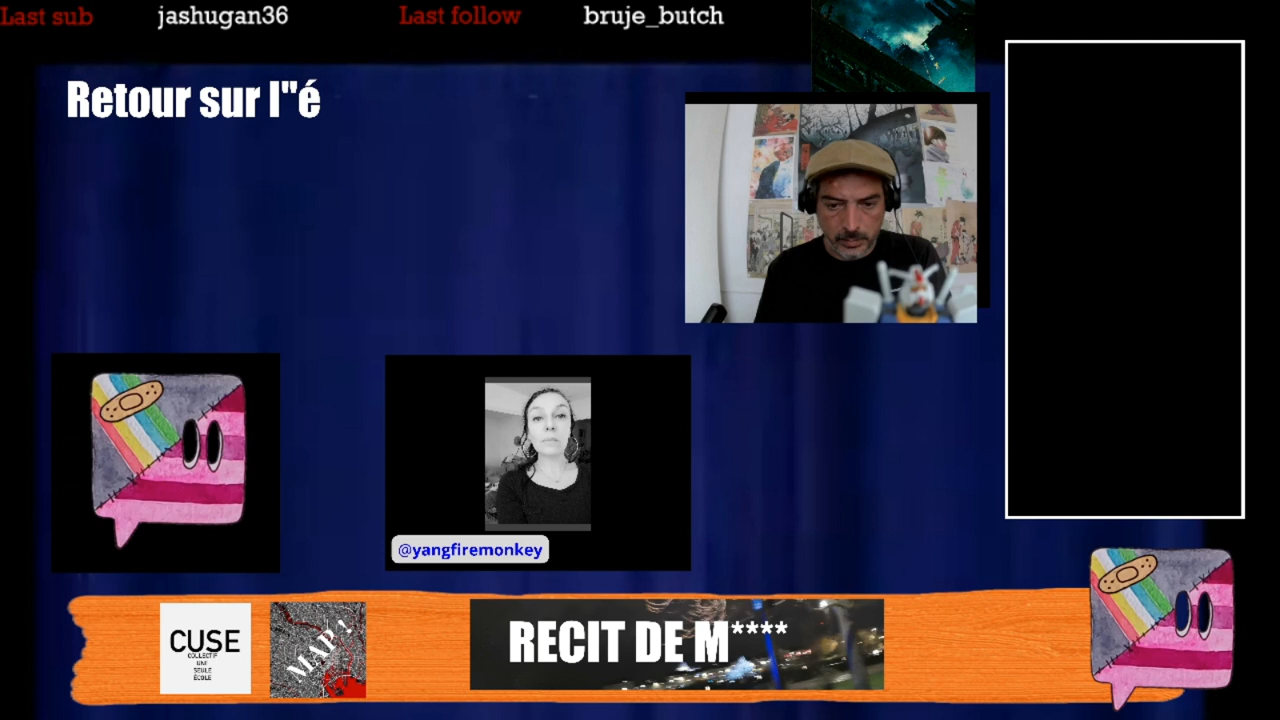 Last sub jashugan36 Last follow bruje_butch
Retour sur l"é
@yangfiremonkey
CUSE
COLLECTIF
UNE
SEULE
ÉCOLE
MAP !
RECIT DE M****